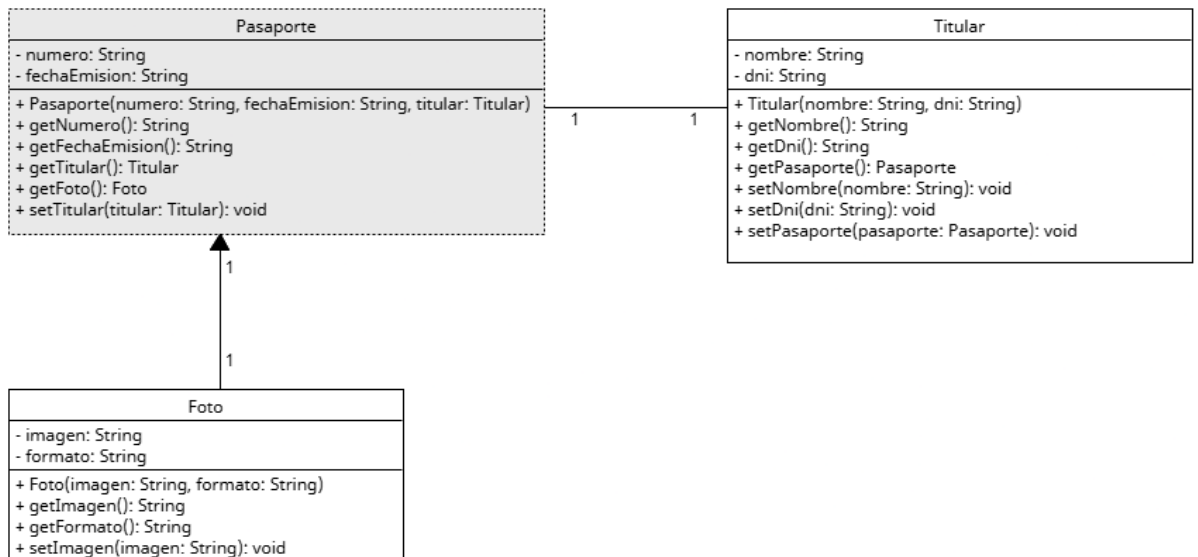 Pasaporte
- numero: String
- fechaEmision: String
+ Pasaporte(numero: String, fechaEmision: String, titular: Titular)
+ getNumero(): String
+ getFechaEmision(): String
+ getTitular(): Titular
+ getFoto(): Foto
+ setTitular(titular: Titular): void
1
1
Titular
- nombre: String
- dni: String
+ Titular(nombre: String, dni: String)
+ getNombre(): String
+ getDni(): String
+ getPasaporte(): Pasaporte
+ setNombre(nombre: String): void
+ setDni(dni: String): void
+ setPasaporte(pasaporte: Pasaporte): void
1
1
Foto
- imagen: String
- formato: String
+ Foto(imagen: String, formato: String)
+ getImagen(): String
+ getFormato(): String
+ setImagen(imagen: String): void